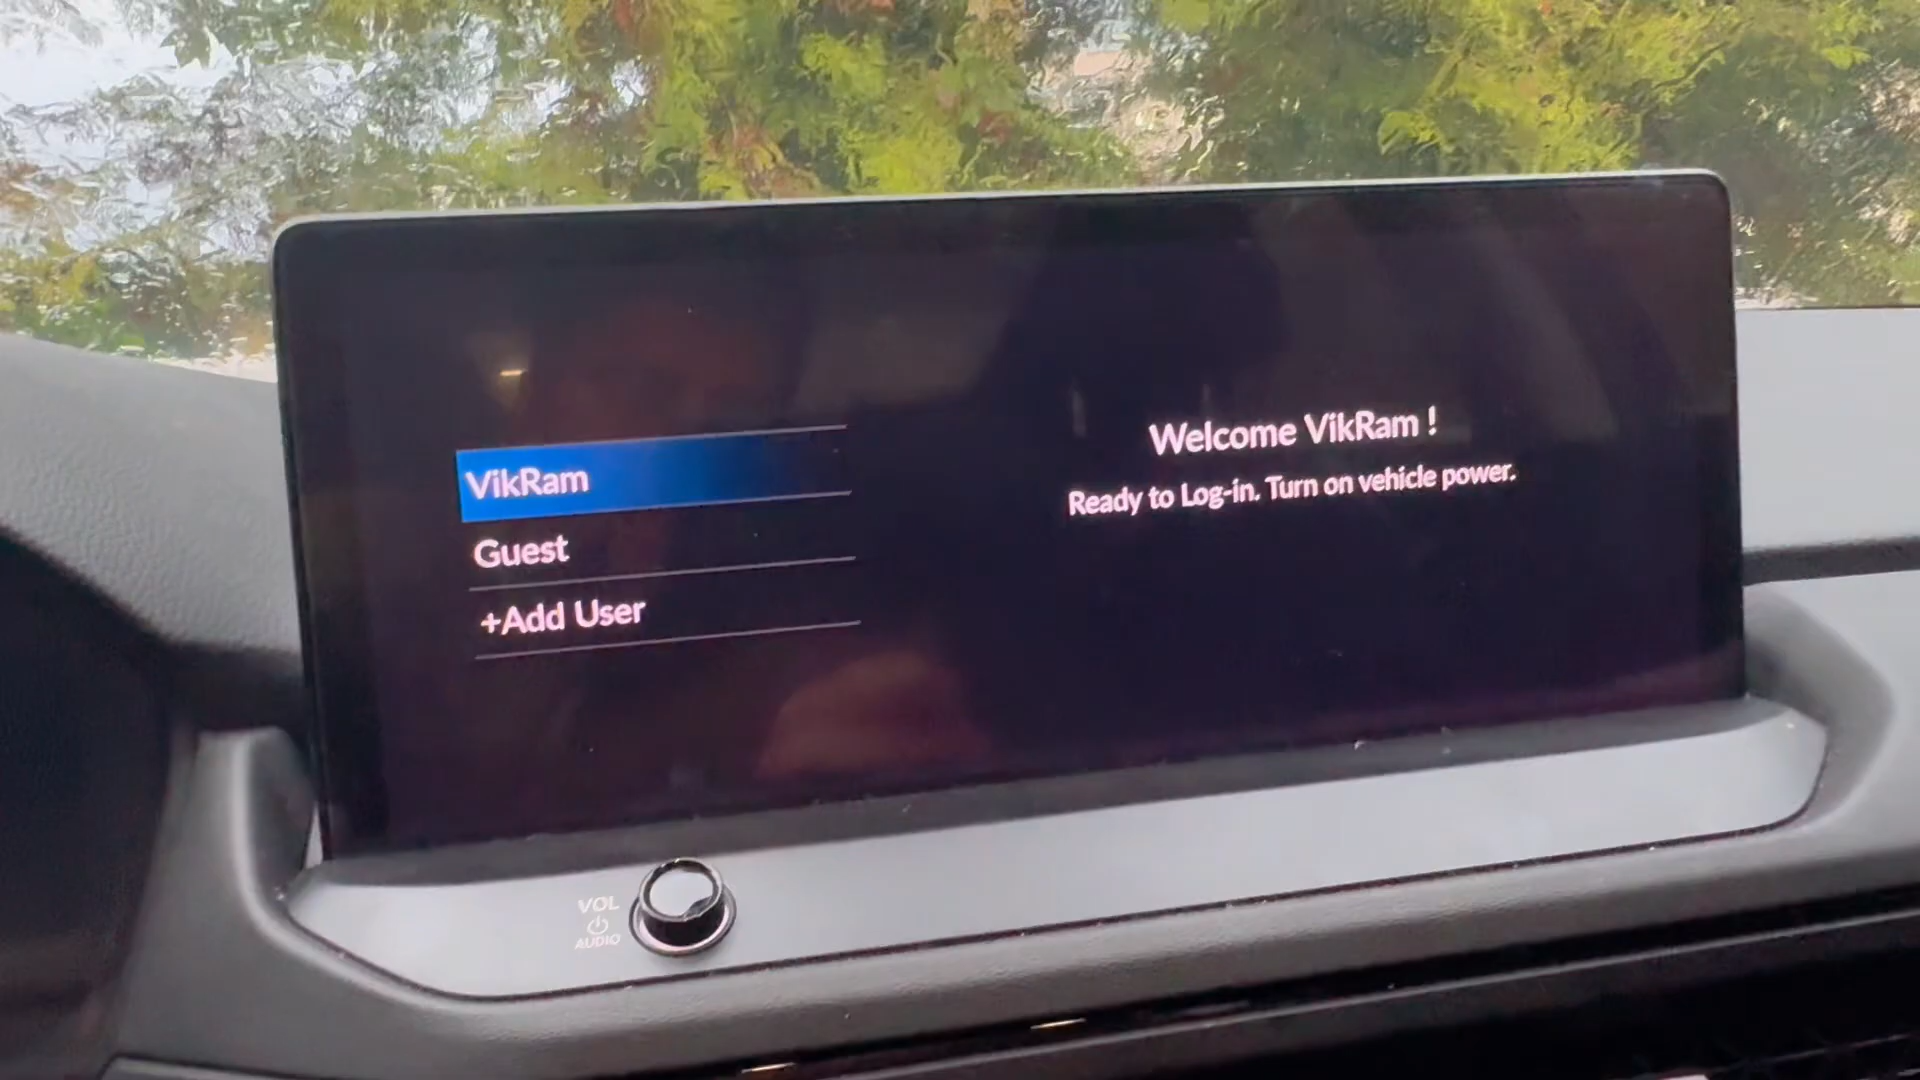 VikRam
Guest
+Add User
Welcome VikRam !
Ready to Log-in. Turn on vehicle power.
VOL
AUDIO